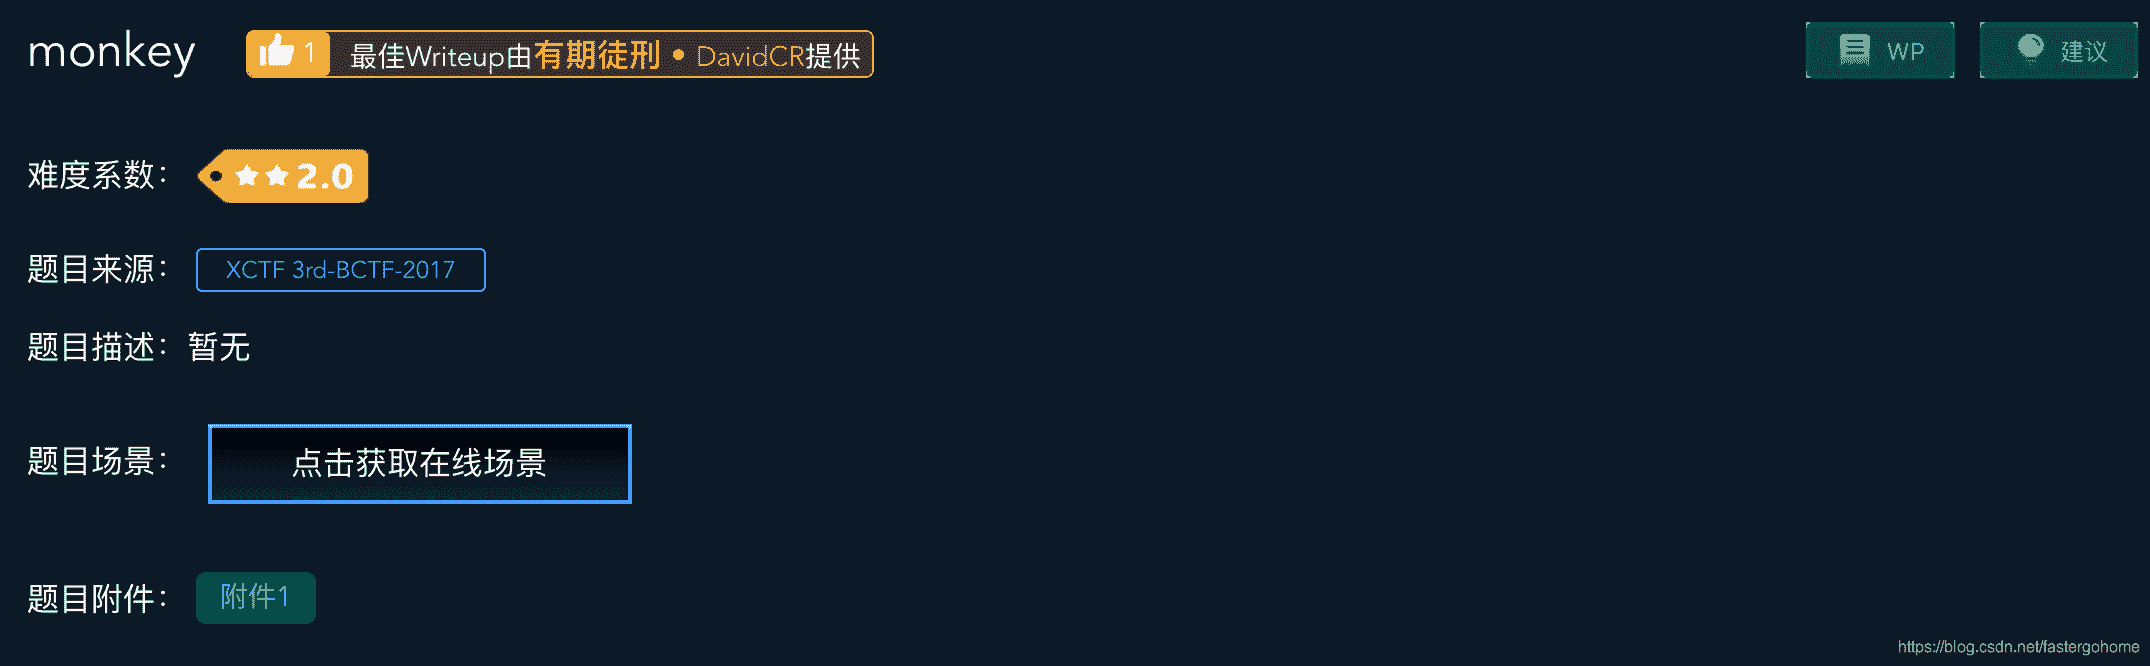 monkey 1 最佳Writeup由有期徒刑 • DavidCR提供 WP 建议
难度系数： 2.0
题目来源： XCTF 3rd-BCTF-2017
题目描述： 暂无
题目场景： 点击获取在线场景
题目附件： 附件1
https://blog.csdn.net/fastergohome